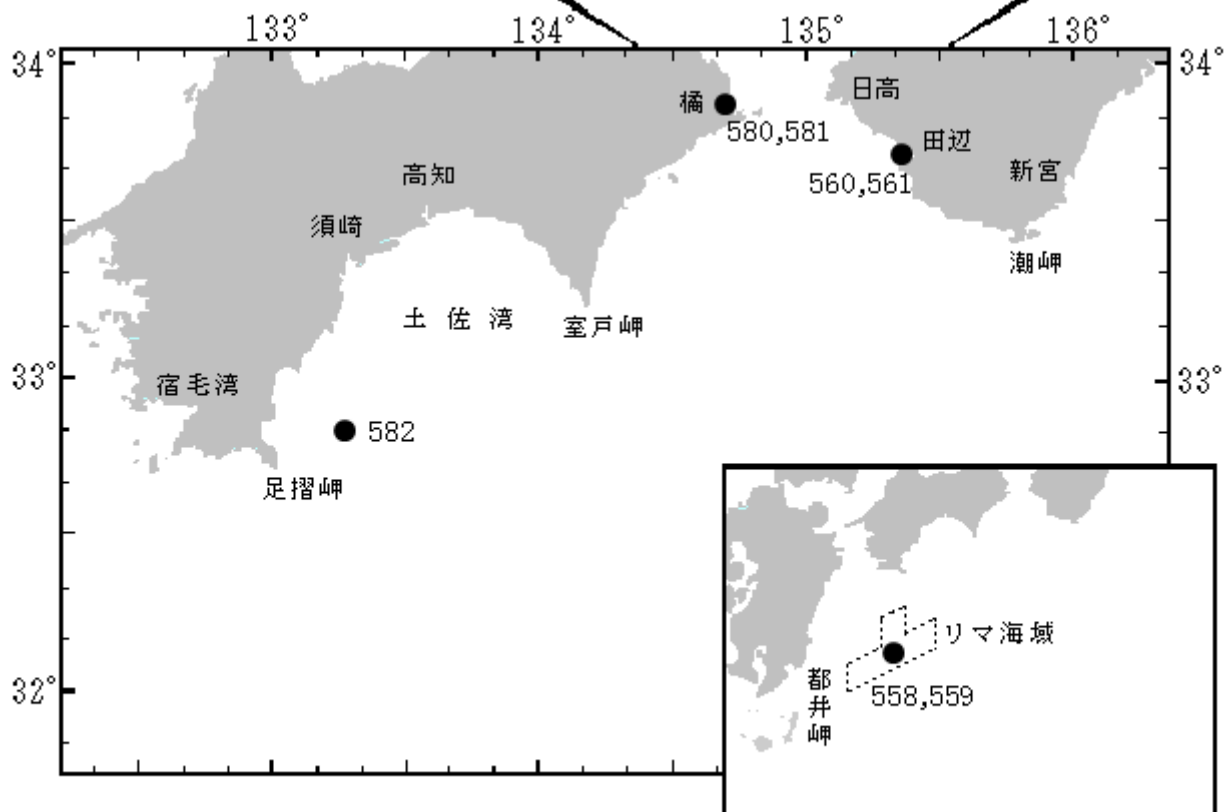 133°
134°
135°
136°
34°
34°
橘
580,581
日高
田辺
560,561
新宮
潮岬
高知
須崎
土佐湾
室戸岬
33°
33°
宿毛湾
582
足摺岬
リマ海域
558,559
都井岬
32°